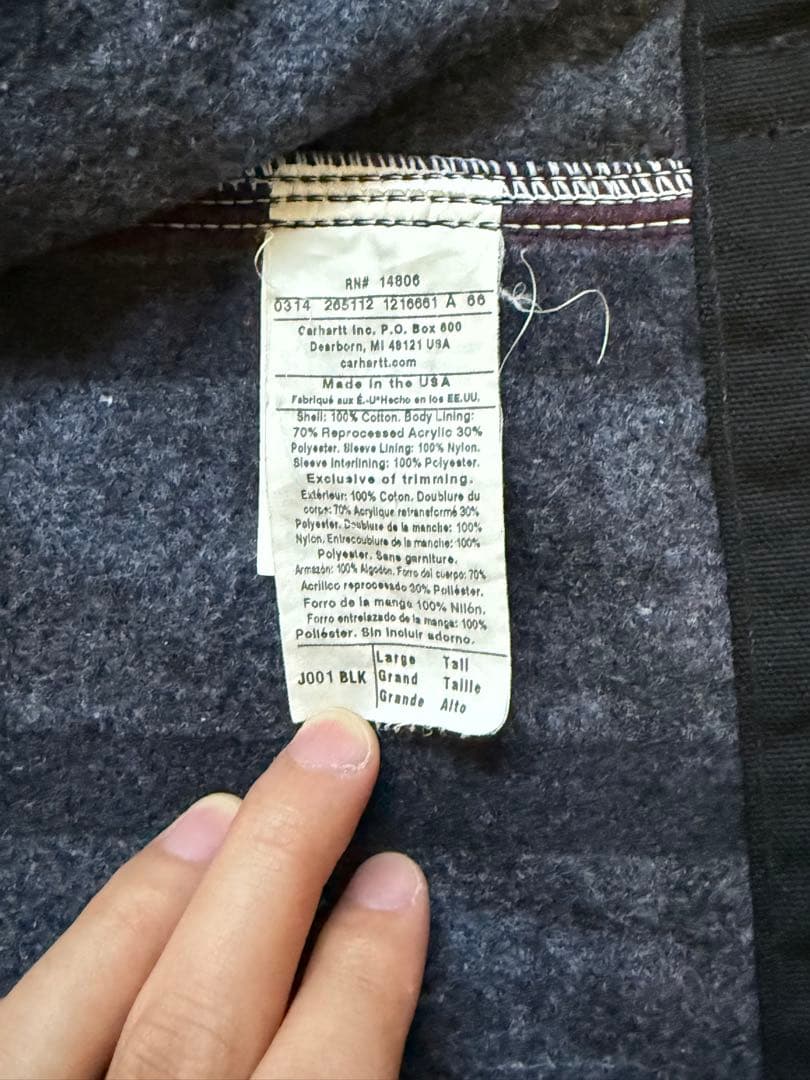 RN# 14806
0314 265112 1216661 A 66
Carhartt Inc. P.O. Box 600
Dearborn, MI 48121 USA
carhartt.com
Made in the USA
Fabriqué aux É.-U*Hecho en los EE.UU.
Shell: 100% Cotton. Body Lining:
70% Reprocessed Acrylic 30%
Polyester. Sleeve Lining: 100% Nylon.
Sleeve Interlining: 100% Polyester.
Exclusive of trimming.
Extérieur: 100% Coton. Doublure du
corps: 70% Acrylique retransformé 30%
Polyester. Doublure de la manche: 100%
Nylon. Entredoublure de la manche: 100%
Polyester. Sans garniture.
Armazón: 100% Algodón. Forro del cuerpo: 70%
Acrílico reprocesado 30% Poliéster.
Forro de la manga 100% Nilón.
Forro entrelazado de la manga: 100%
Poliéster. Sin incluir adorno.
J001 BLK
Large Tall
Grand Taille
Grande Alto